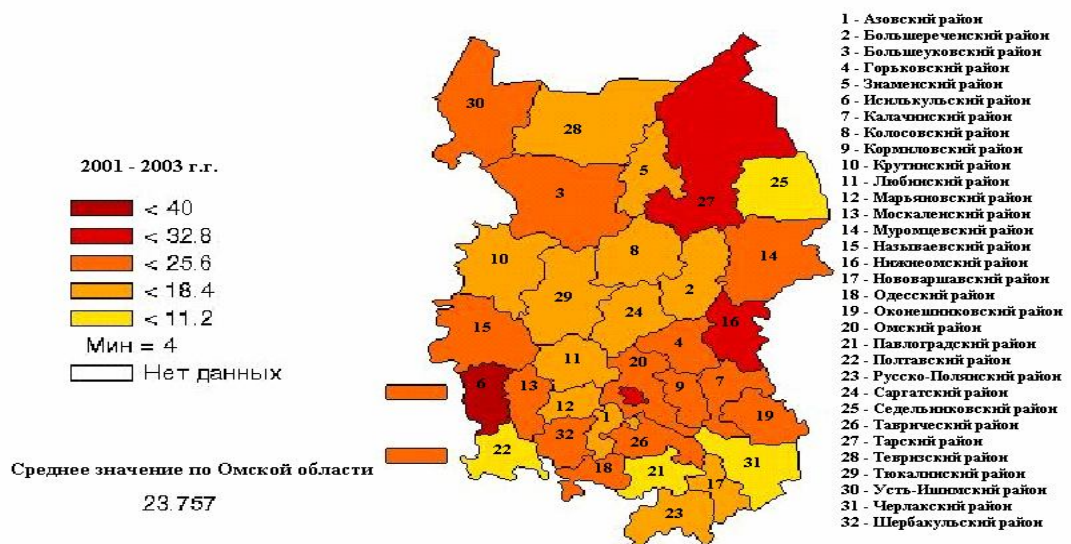 2001 - 2003 г.г.
< 40
< 32.8
< 25.6
< 18.4
< 11.2
Мин = 4
Нет данных
Среднее значение по Омской области
23.757
30
28
5
25
3
27
10
8
14
2
29
24
15
16
4
11
20
6
13
9
7
12
19
1
32
26
22
21
31
18
17
23
1 - Азовский район
2 - Большереченский район
3 - Большеуковский район
4 - Горьковский район
5 - Знаменский район
6 - Исилькульский район
7 - Калачинский район
8 - Колосовский район
9 - Кормиловский район
10 - Крутинский район
11 - Любинский район
12 - Марьяновский район
13 - Москаленский район
14 - Муромцевский район
15 - Называевский район
16 - Нижнеомский район
17 - Нововаршавский район
18 - Одесский район
19 - Оконешниковский район
20 - Омский район
21 - Павлоградский район
22 - Полтавский район
23 - Русско-Полянский район
24 - Саргатский район
25 - Седельниковский район
26 - Таврический район
27 - Тарский район
28 - Тевризский район
29 - Тюкалинский район
30 - Усть-Ишимский район
31 - Черлакский район
32 - Шербакульский район